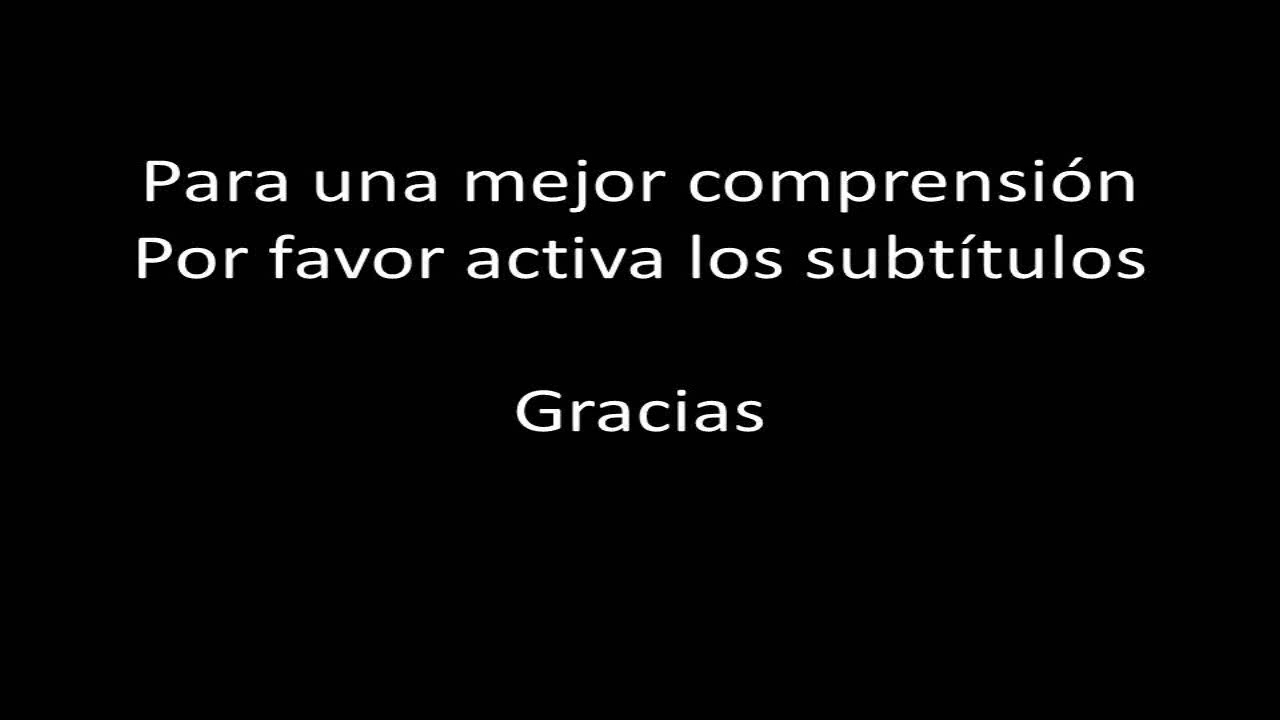 Para una mejor comprensión
Por favor activa los subtítulos
Gracias